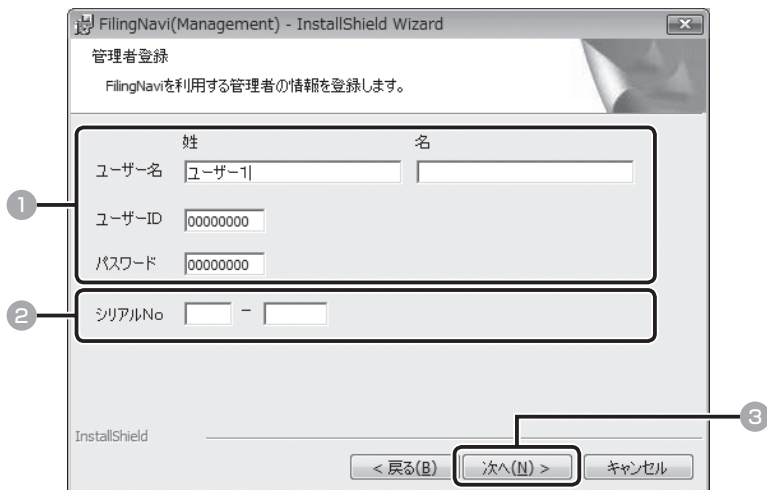 FilingNavi(Management) - InstallShield Wizard
管理者登録
FilingNaviを利用する管理者の情報を登録します。
姓 名
ユーザー名 ユーザー1
1
ユーザーID 00000000
パスワード 00000000
2
シリアルNo -
3
InstallShield
< 戻る(B) 次へ(N) > キャンセル